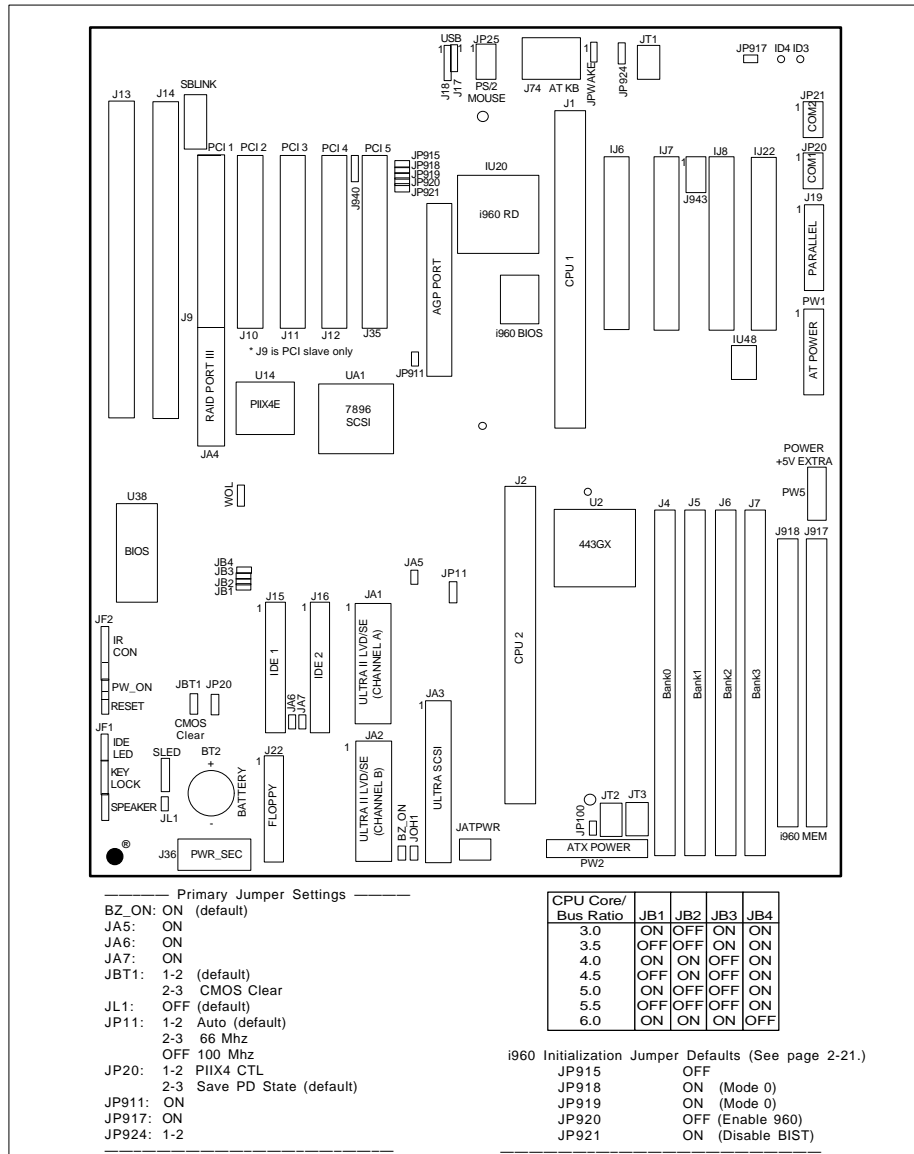 USB JP25 JT1 JP917 ID4 ID3
1 1 1 1
J18 J17 PS/2 MOUSE J74 AT KB JPWAKE JP924
J13 J14 SBLINK J1 JP21
1 COM2
PCI 1 PCI 2 PCI 3 PCI 4 PCI 5 IU20 IJ6 IJ7 IJ8 IJ22 JP20
1 COM1
JP915
JP918
JP919
JP920
JP921
J940
1
J943
J19
1 PARALLEL
i960 RD
AGP PORT
CPU 1
PW1
1 AT POWER
J9 J10 J11 J12 J35 i960 BIOS
* J9 is PCI slave only
JP911
IU48
U14 UA1
RAID PORT III
PIIX4E
7896
SCSI
JA4
POWER
+5V EXTRA
PW5
U38 WOL J2 U2 J4 J5 J6 J7 J918 J917
BIOS
443GX
JB4
JB3
JB2
JB1
JA5 JP11
J15 J16 JA1
1 1 1
IDE 1 IDE 2
ULTRA II LVD/SE
(CHANNEL A)
CPU 2
Bank0 Bank1 Bank2 Bank3
JF2
IR
CON
PW_ON
RESET
JBT1 JP20
CMOS
Clear
JA6 JA7
JA3
1
ULTRA SCSI
JF1
IDE
LED
KEY
LOCK
SPEAKER
SLED
JL1
BT2
+
-
BATTERY
J22
1
FLOPPY
JA2
1
ULTRA II LVD/SE
(CHANNEL B)
BZ_ON JOH1
JATPWR
JP100 JT2 JT3
ATX POWER
PW2
i960 MEM
® J36 PWR_SEC
Primary Jumper Settings
BZ_ON: ON (default)
JA5: ON
JA6: ON
JA7: ON
JBT1: 1-2 (default)
2-3 CMOS Clear
JL1: OFF (default)
JP11: 1-2 Auto (default)
2-3 66 Mhz
OFF 100 Mhz
JP20: 1-2 PIIX4 CTL
2-3 Save PD State (default)
JP911: ON
JP917: ON
JP924: 1-2
CPU Core/
Bus Ratio JB1 JB2 JB3 JB4
3.0 ON OFF ON ON
3.5 OFF OFF ON ON
4.0 ON ON OFF ON
4.5 OFF ON OFF ON
5.0 ON OFF OFF ON
5.5 OFF OFF OFF ON
6.0 ON ON ON OFF
i960 Initialization Jumper Defaults (See page 2-21.)
JP915 OFF
JP918 ON (Mode 0)
JP919 ON (Mode 0)
JP920 OFF (Enable 960)
JP921 ON (Disable BIST)